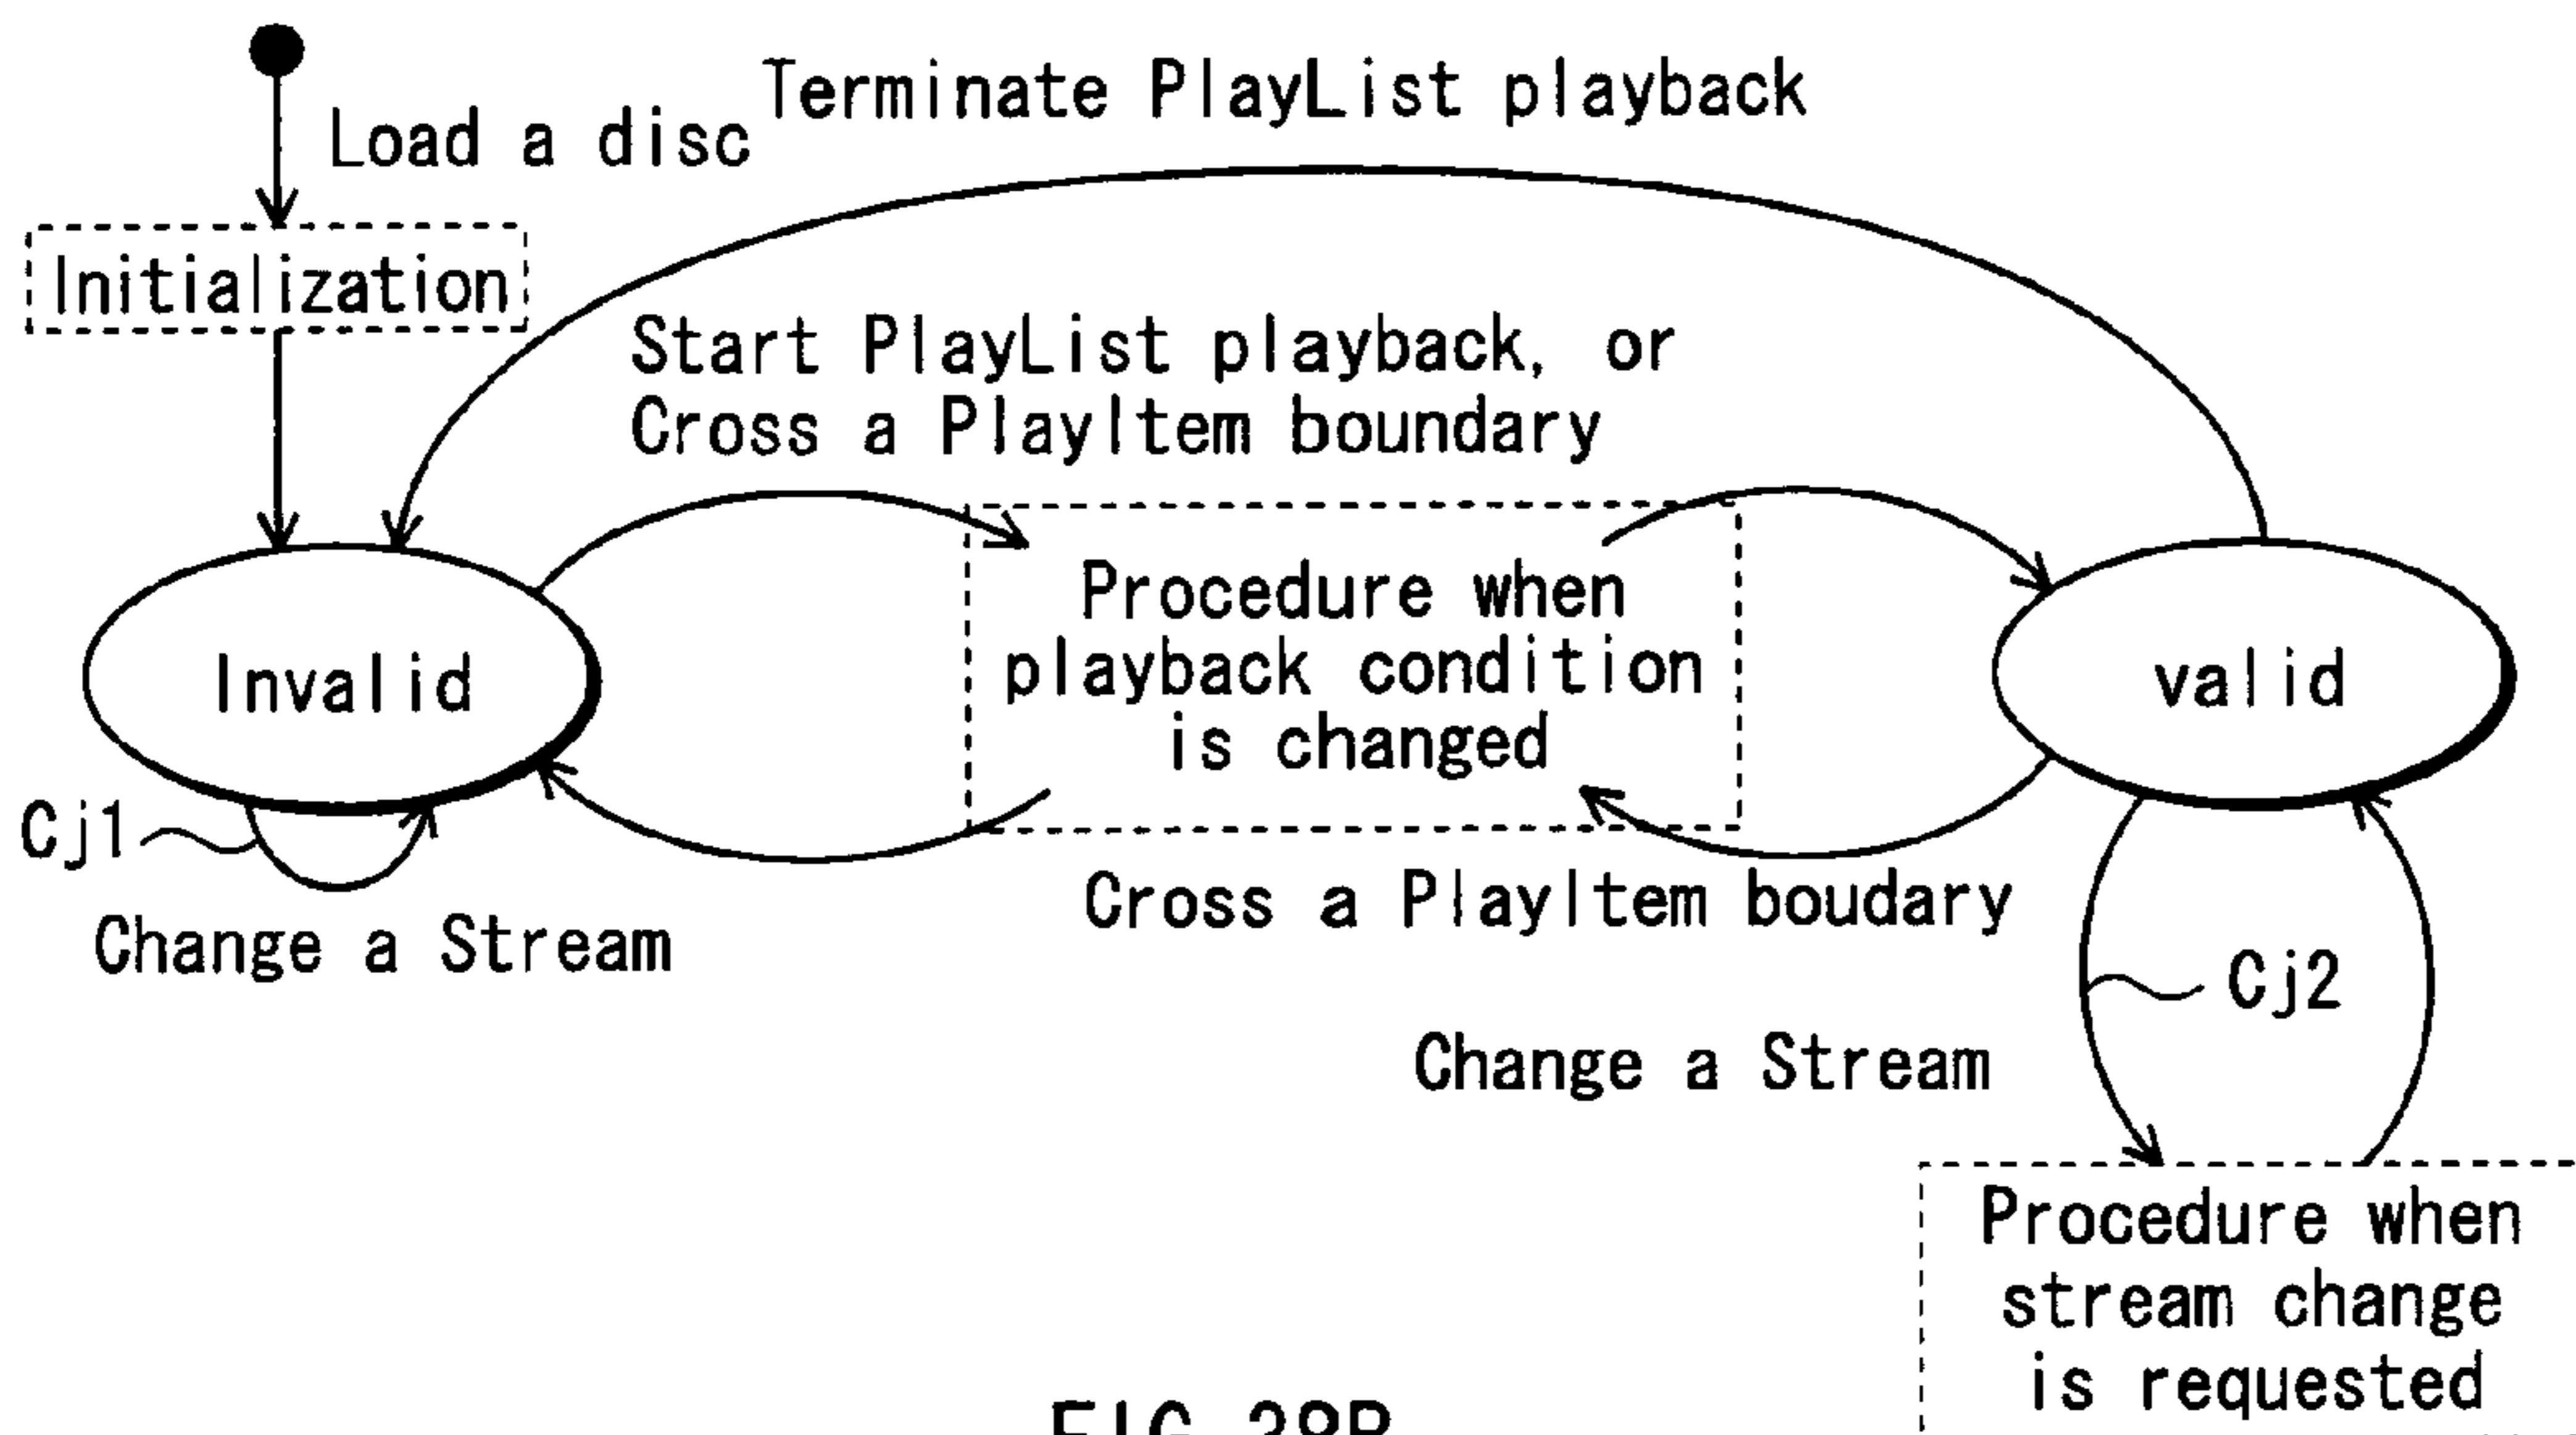 Load a disc
Terminate PlayList playback
Initialization
Start PlayList playback, or
Cross a PlayItem boundary
Procedure when
playback condition
is changed
Invalid
valid
Cj1
Change a Stream
Cross a PlayItem boudary
Cj2
Change a Stream
Procedure when
stream change
is requested